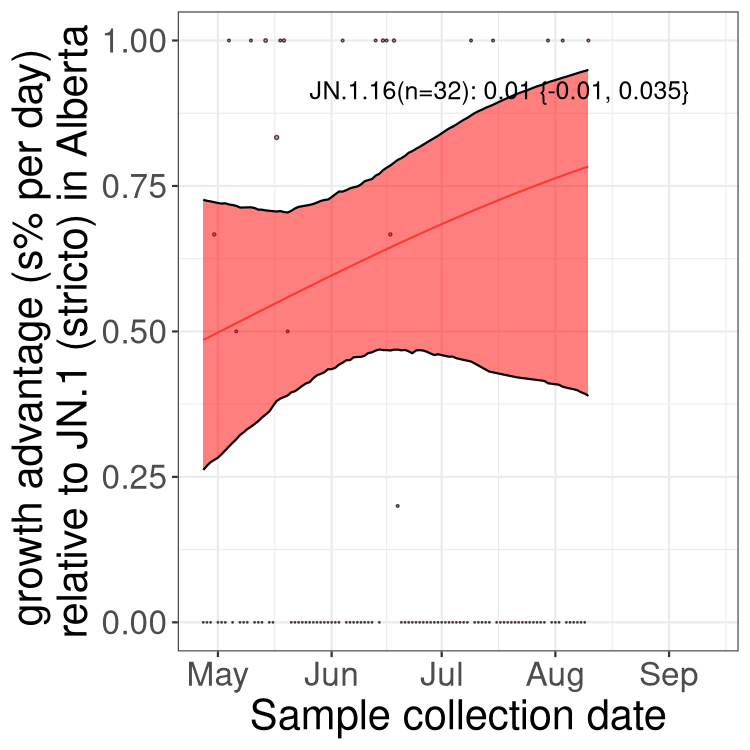 growth advantage (s% per day)
relative to JN.1 (stricto) in Alberta
1.00
JN.1.16(n=32): 0.01 {-0.01, 0.035}
0.75
0.50
0.25
0.00
May Jun Jul Aug Sep
Sample collection date